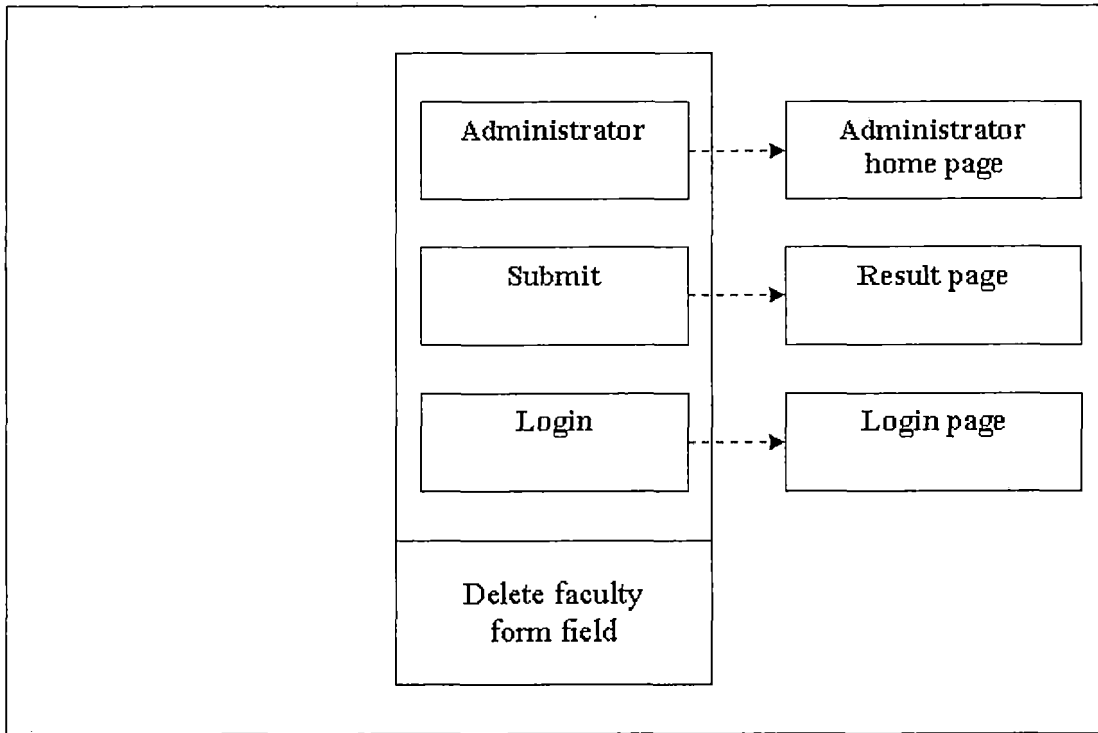 Administrator
Administrator
home page
Submit
Result page
Login
Login page
Delete faculty
form field